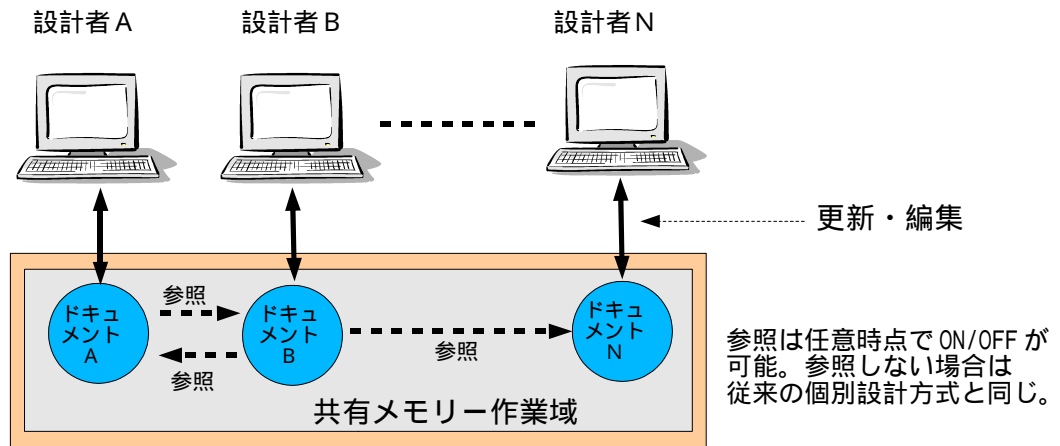 設計者A
設計者B
設計者N
更新・編集
ドキュ
メント
A
参照
参照
ドキュ
メント
B
参照
ドキュ
メント
N
参照は任意時点でON/OFFが
可能。参照しない場合は
従来の個別設計方式と同じ。
共有メモリー作業域